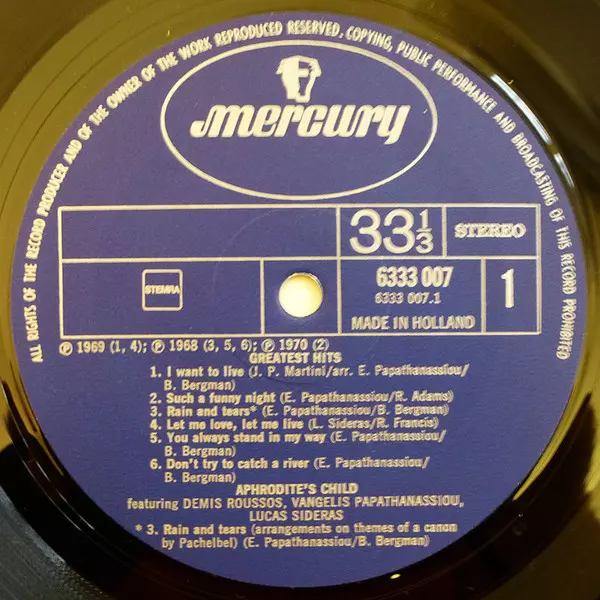 ALL RIGHTS OF THE RECORD PRODUCER AND OF THE OWNER OF THE WORK REPRODUCED RESERVED, COPYING, PUBLIC PERFORMANCE AND BROADCASTING OF THIS RECORD PROHIBITED
mercury
33 1/3 STEREO
STEMRA
6333 007
6333 007.1
1
MADE IN HOLLAND
℗ 1969 (1, 4); ℗ 1968 (3, 5, 6); ℗ 1970 (2)
GREATEST HITS
1. I want to live (J. P. Martini/arr. E. Papathanassiou/
B. Bergman)
2. Such a funny night (E. Papathanassiou/R. Adams)
3. Rain and tears* (E. Papathanassiou/B. Bergman)
4. Let me love, let me live (L. Sideras/R. Francis)
5. You always stand in my way (E. Papathanassiou/
B. Bergman)
6. Don't try to catch a river (E. Papathanassiou/
B. Bergman)
APHRODITE'S CHILD
featuring DEMIS ROUSSOS, VANGELIS PAPATHANASSIOU,
LUCAS SIDERAS
* 3. Rain and tears (arrangements on themes of a canon
by Pachelbel) (E. Papathanassiou/B. Bergman)